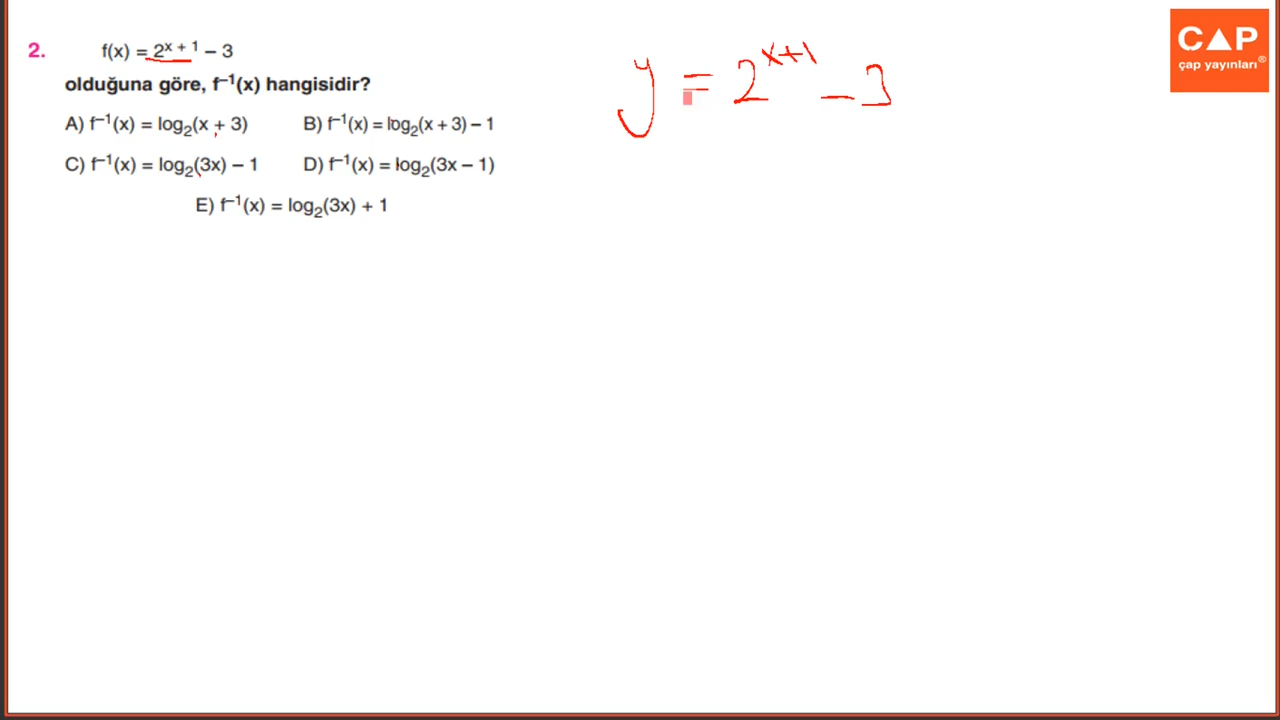 2. f(x) = 2^{x + 1} – 3
olduğuna göre, f⁻¹(x) hangisidir?
A) f⁻¹(x) = log₂(x + 3) B) f⁻¹(x) = log₂(x + 3) – 1
C) f⁻¹(x) = log₂(3x) – 1 D) f⁻¹(x) = log₂(3x – 1)
E) f⁻¹(x) = log₂(3x) + 1
y = 2^{x+1} – 3
ÇAP
çap yayınları®